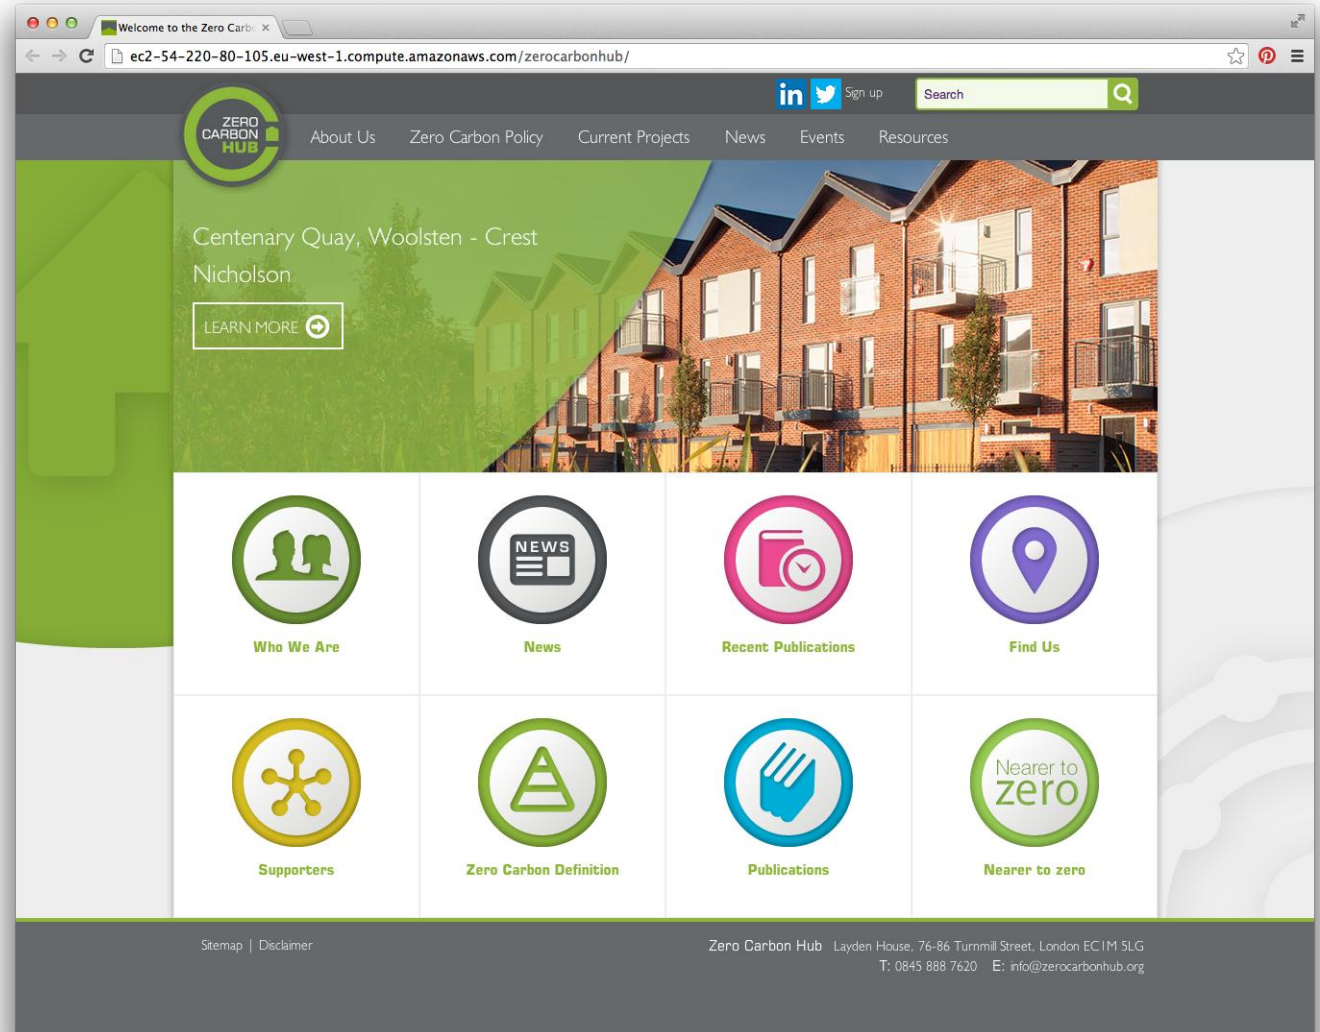 Welcome to the Zero Carb
ec2-54-220-80-105.eu-west-1.compute.amazonaws.com/zerocarbonhub/
in Sign up Search
ZERO
CARBON
HUB
About Us Zero Carbon Policy Current Projects News Events Resources
Centenary Quay, Woolsten - Crest
Nicholson
LEARN MORE
NEWS
Who We Are News Recent Publications Find Us
Nearer to
zero
Supporters Zero Carbon Definition Publications Nearer to zero
Sitemap | Disclaimer
Zero Carbon Hub Layden House, 76-86 Turnmill Street, London EC1M 5LG
T: 0845 888 7620 E: info@zerocarbonhub.org